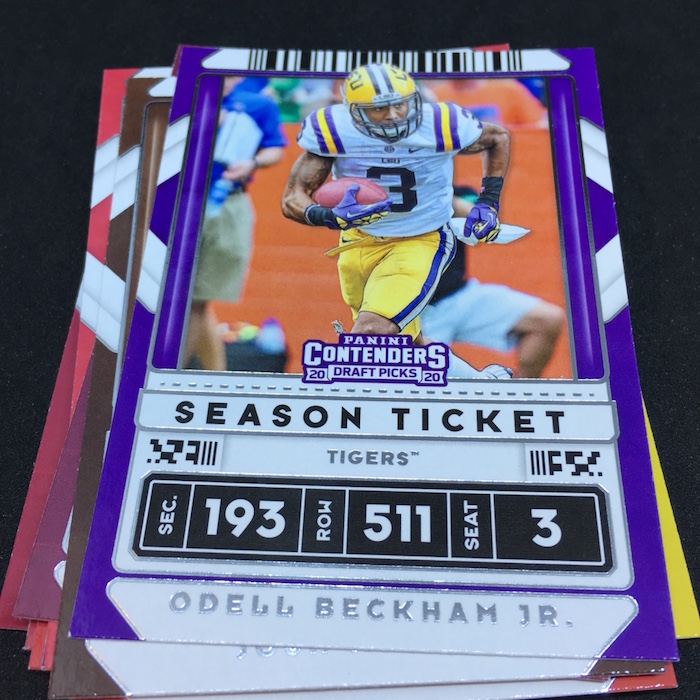 LSU
3
PANINI
CONTENDERS
20 DRAFT PICKS 20
SEASON TICKET
TIGERS™
SEC. 193 ROW 511 SEAT 3
ODELL BECKHAM JR.